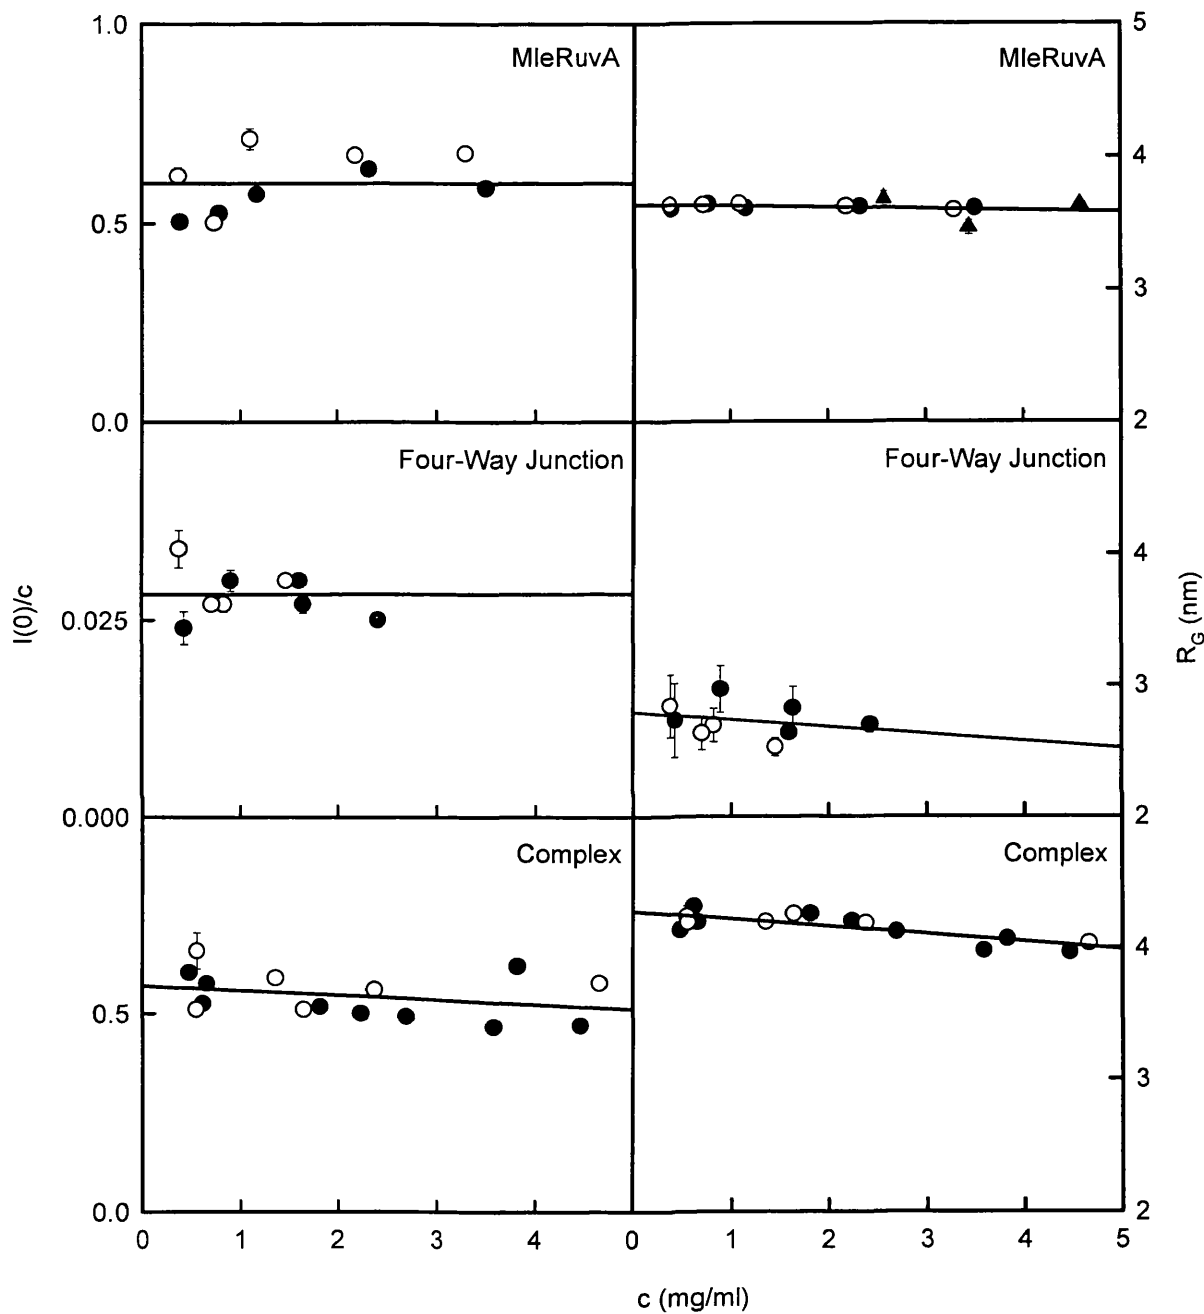 1.0
MleRuvA
MleRuvA
5
4
0.5
3
0.0
2
Four-Way Junction
Four-Way Junction
4
I(0)/c
0.025
R_G (nm)
3
0.000
2
Complex
Complex
4
0.5
3
0.0
2
0 1 2 3 4 0 1 2 3 4 5
c (mg/ml)